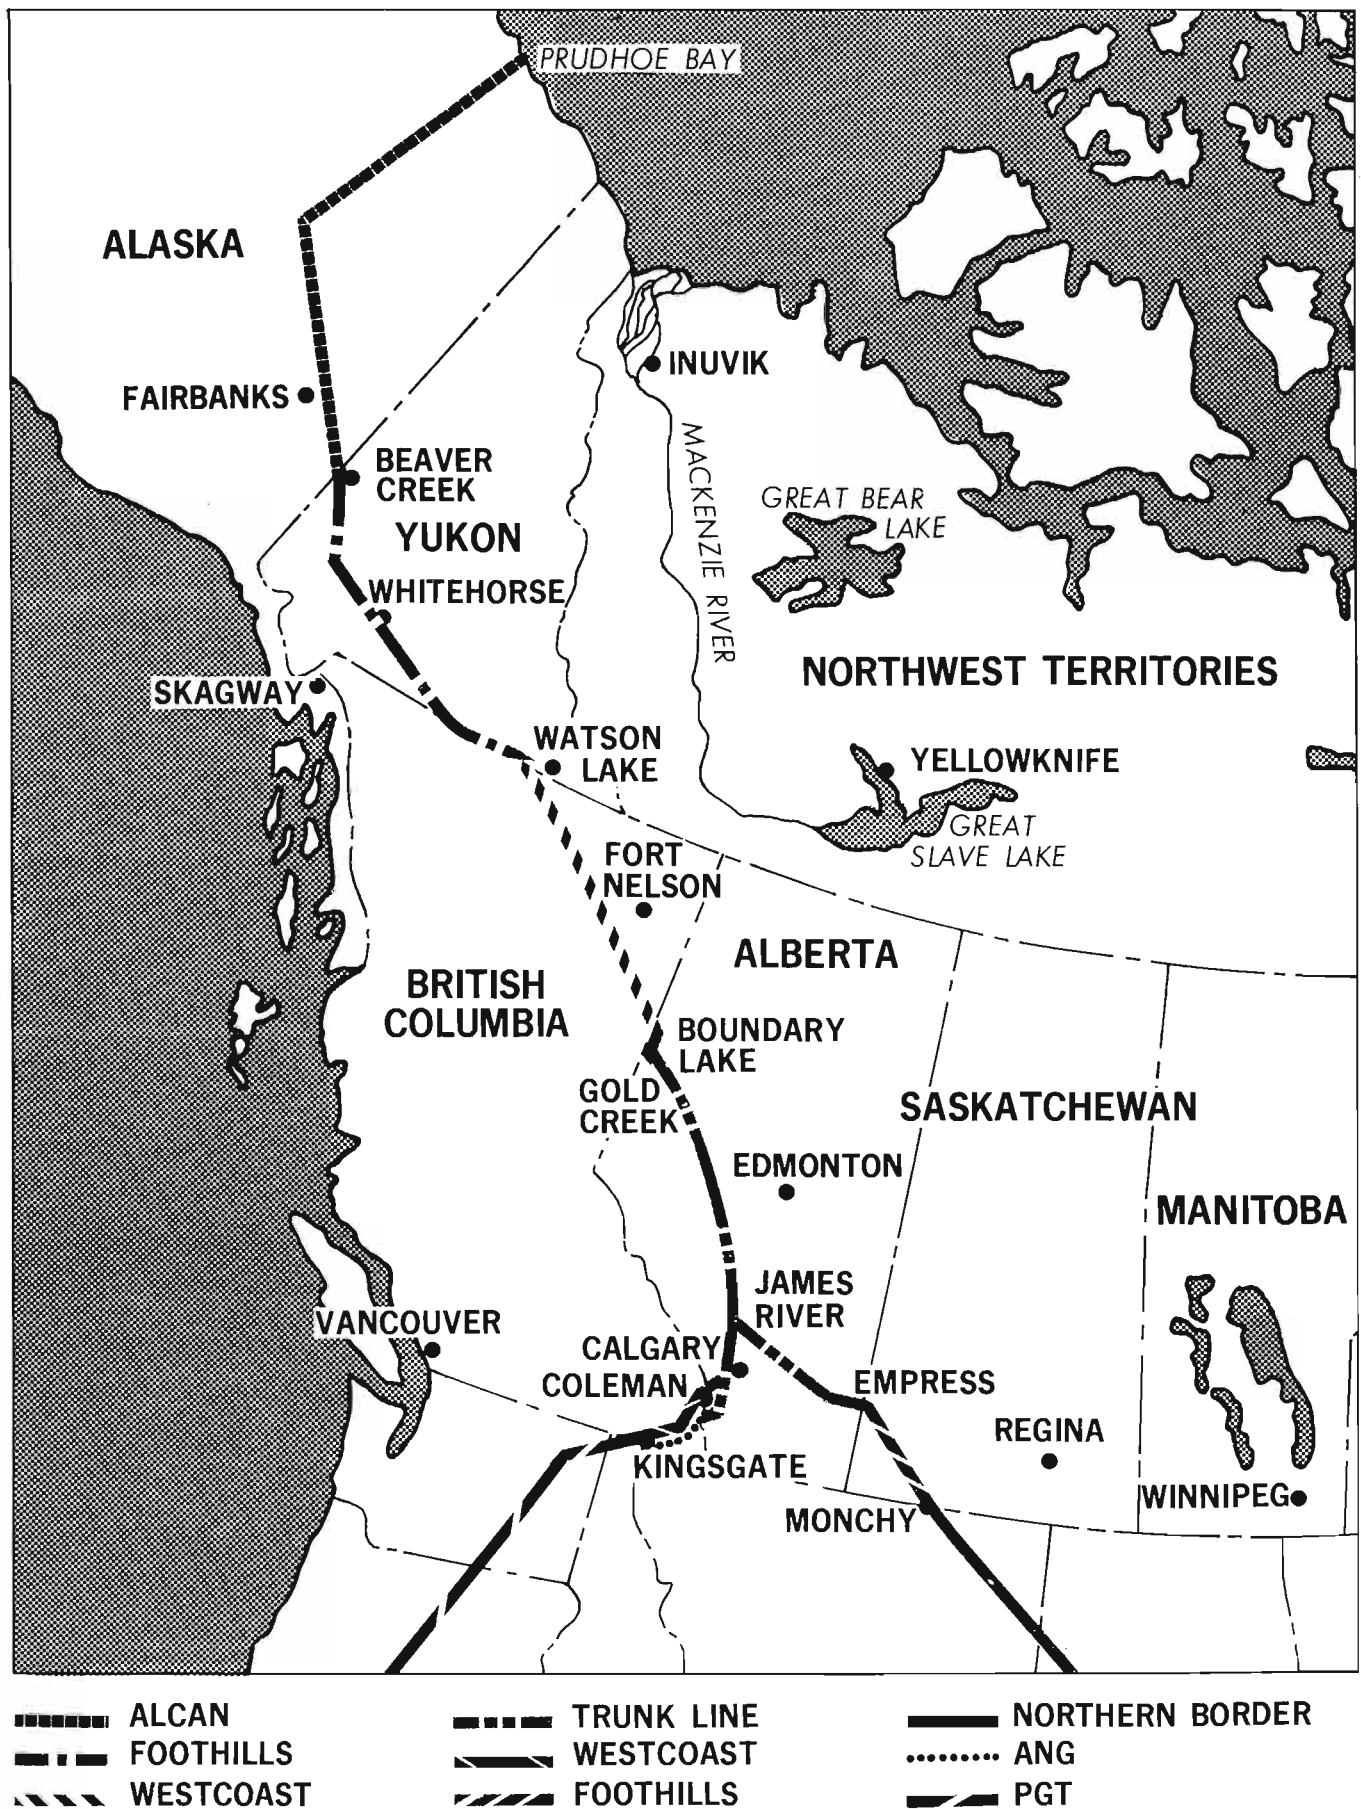 PRUDHOE BAY
ALASKA
INUVIK
FAIRBANKS
BEAVER
CREEK
MACKENZIE RIVER
GREAT BEAR
LAKE
YUKON
WHITEHORSE
NORTHWEST TERRITORIES
SKAGWAY
WATSON
LAKE
YELLOWKNIFE
GREAT
SLAVE LAKE
FORT
NELSON
ALBERTA
BRITISH
COLUMBIA
BOUNDARY
LAKE
GOLD
CREEK
SASKATCHEWAN
EDMONTON
MANITOBA
JAMES
RIVER
VANCOUVER
CALGARY
COLEMAN
EMPRESS
REGINA
KINGSGATE
WINNIPEG
MONCHY
ALCAN
TRUNK LINE
NORTHERN BORDER
FOOTHILLS
WESTCOAST
ANG
WESTCOAST
FOOTHILLS
PGT